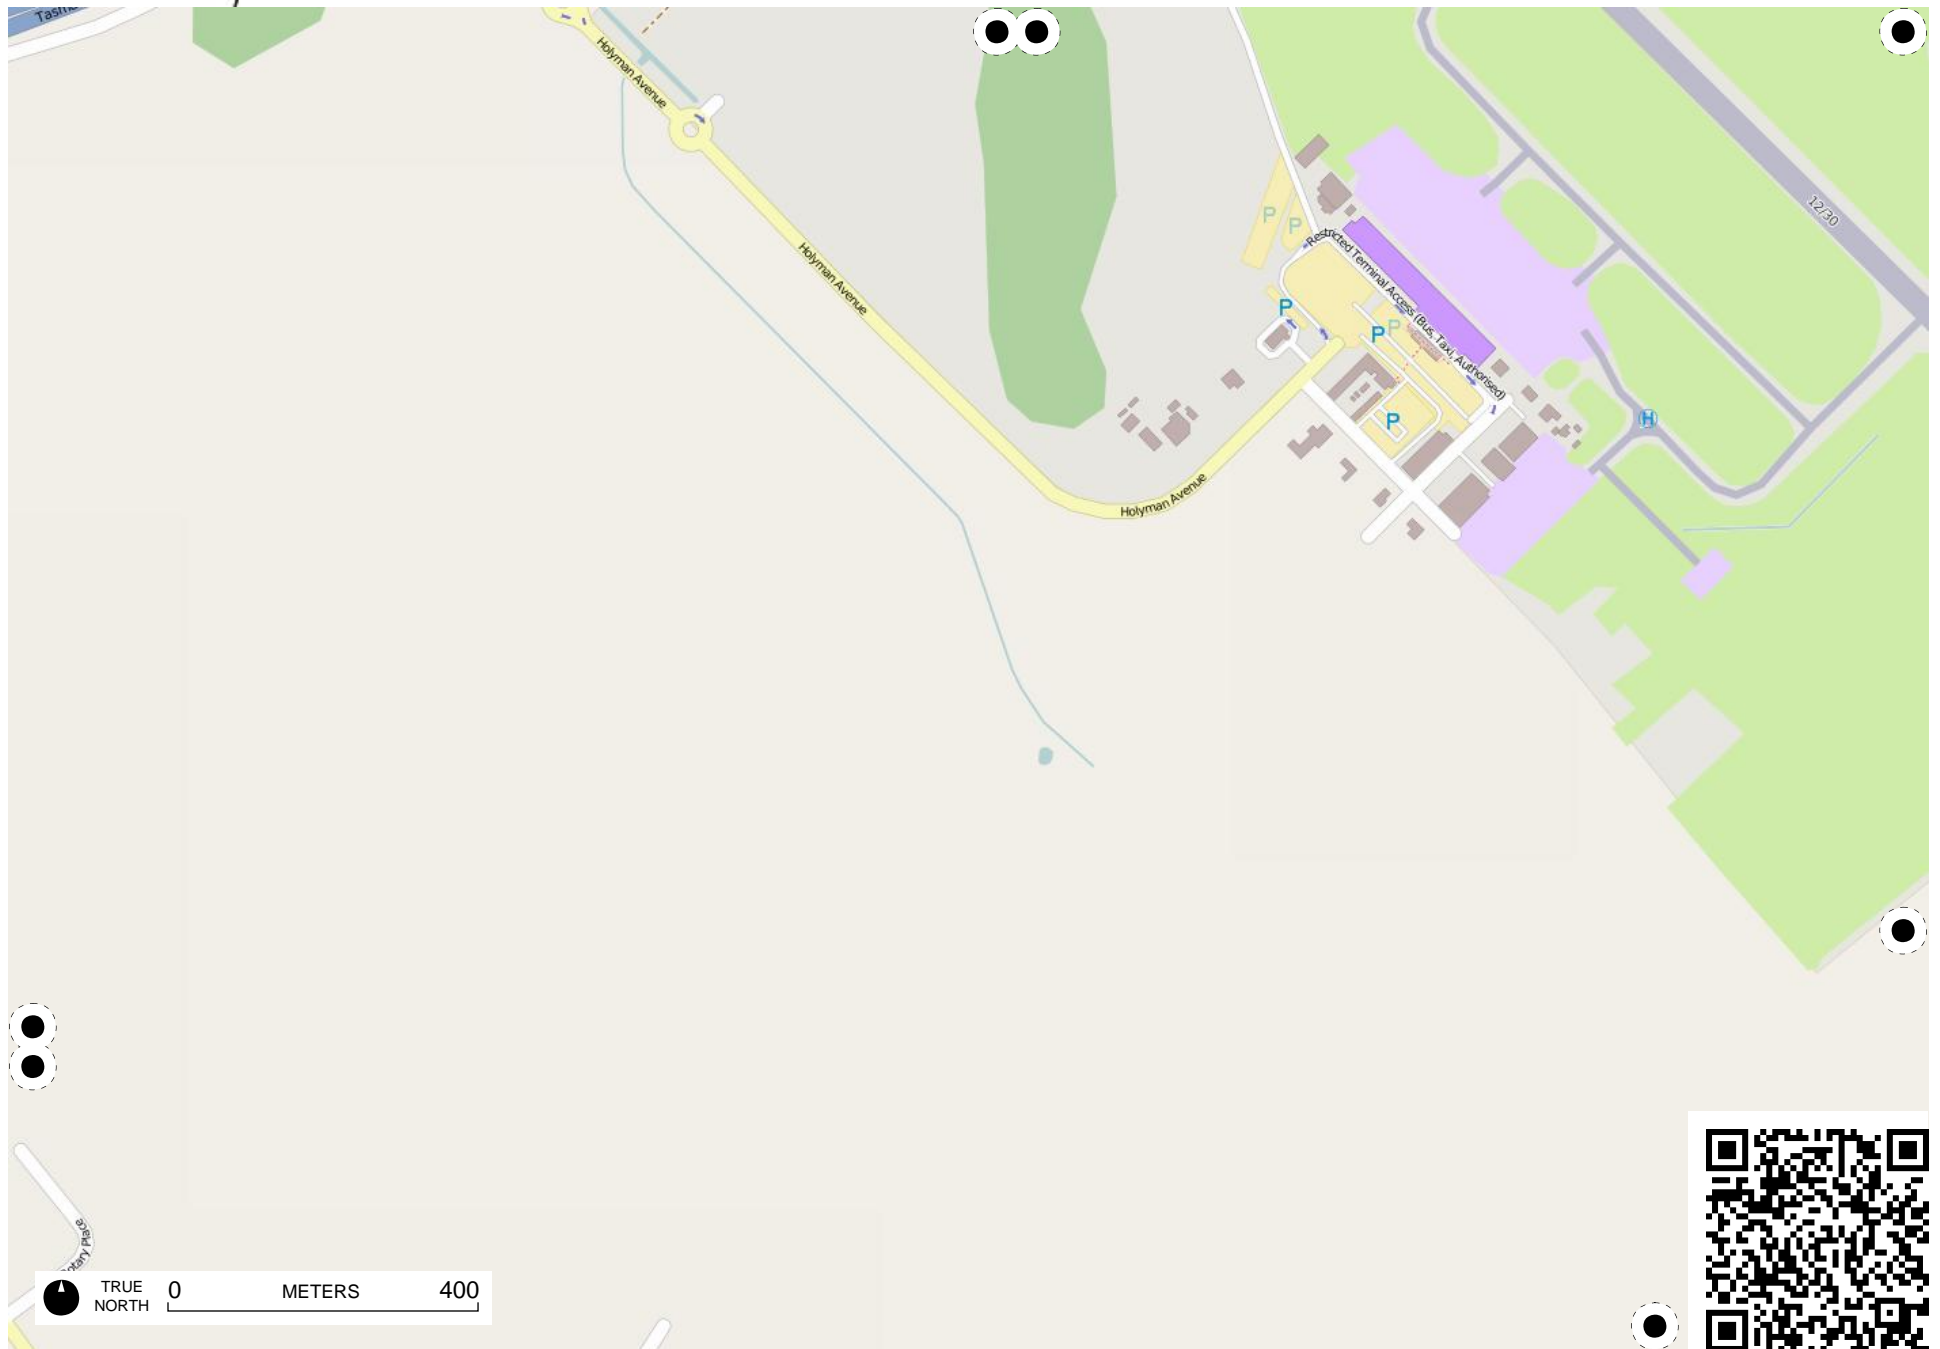 Holyman Avenue
12/30
P
P
Restricted Terminal Access (Bus, Taxi, Authorised)
Holyman Avenue
P
P
P
P
H
Holyman Avenue
TRUE
NORTH
0
METERS
400